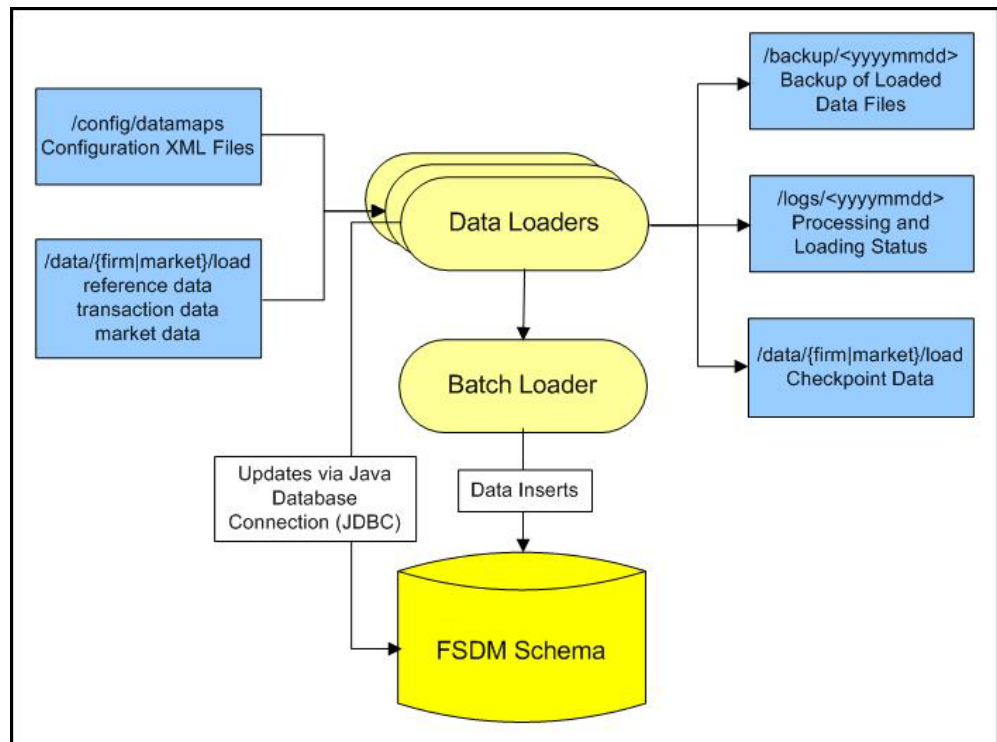 /config/datamaps
Configuration XML Files
/data/{firm|market}/load
reference data
transaction data
market data
Data Loaders
Batch Loader
Updates via Java
Database
Connection (JDBC)
Data Inserts
FSDM Schema
/backup/<yyyymmdd>
Backup of Loaded
Data Files
/logs/<yyyymmdd>
Processing and
Loading Status
/data/{firm|market}/load
Checkpoint Data